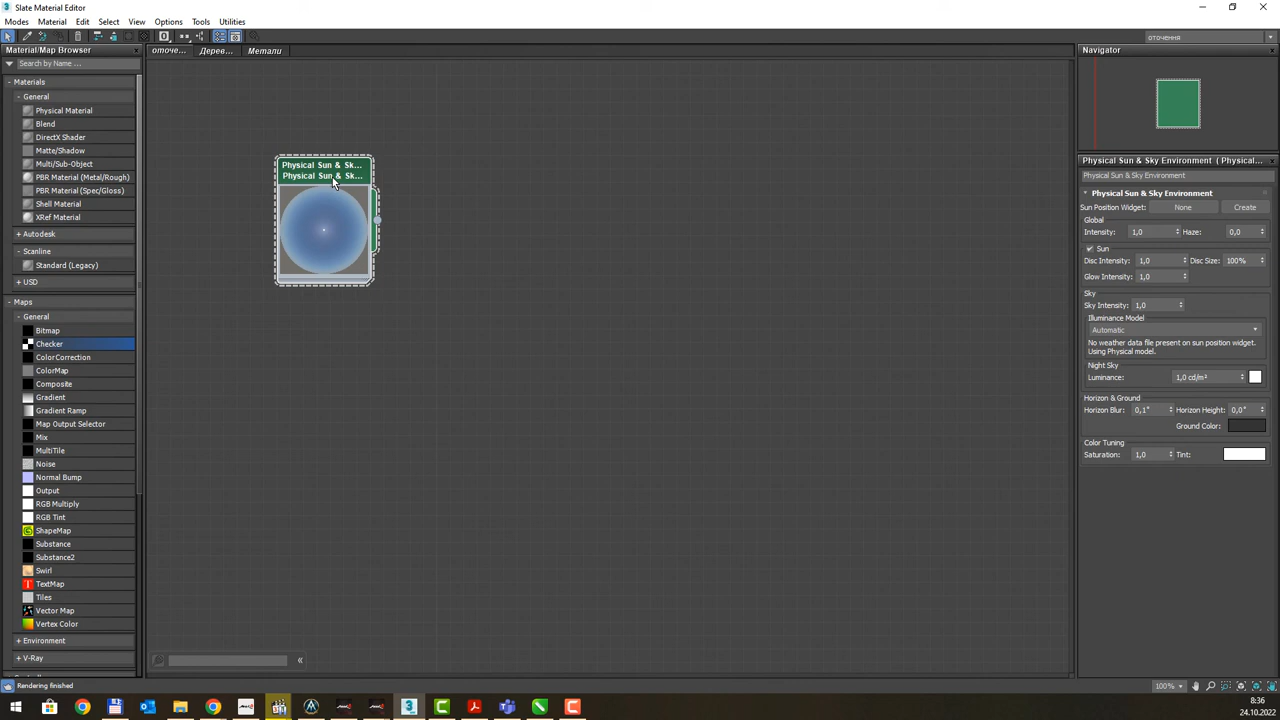 Slate Material Editor
Modes Material Edit Select View Options Tools Utilities
Material/Map Browser
оточе... Дерев... Метали
оточення
Navigator
Search by Name ...
- Materials
- General
Physical Material
Blend
DirectX Shader
Matte/Shadow
Multi/Sub-Object
PBR Material (Metal/Rough)
PBR Material (Spec/Gloss)
Shell Material
XRef Material
+ Autodesk
- Scanline
Standard (Legacy)
+ USD
- Maps
- General
Bitmap
Checker
ColorCorrection
ColorMap
Composite
Gradient
Gradient Ramp
Map Output Selector
Mix
MultiTile
Noise
Normal Bump
Output
RGB Multiply
RGB Tint
ShapeMap
Substance
Substance2
Swirl
TextMap
Tiles
Vector Map
Vertex Color
+ Environment
+ V-Ray
Physical Sun & Sk...
Physical Sun & Sk...
Physical Sun & Sky Environment ( Physical...
Physical Sun & Sky Environment
Physical Sun & Sky Environment
Sun Position Widget: None Create
Global
Intensity: 1,0 Haze: 0,0
Sun
Disc Intensity: 1,0 Disc Size: 100%
Glow Intensity: 1,0
Sky
Sky Intensity: 1,0
Illuminance Model
Automatic
No weather data file present on sun position widget.
Using Physical model.
Night Sky
Luminance: 1,0 cd/m²
Horizon & Ground
Horizon Blur: 0,1° Horizon Height: 0,0°
Ground Color:
Color Tuning
Saturation: 1,0 Tint:
Rendering finished
100%
8:36
24.10.2022